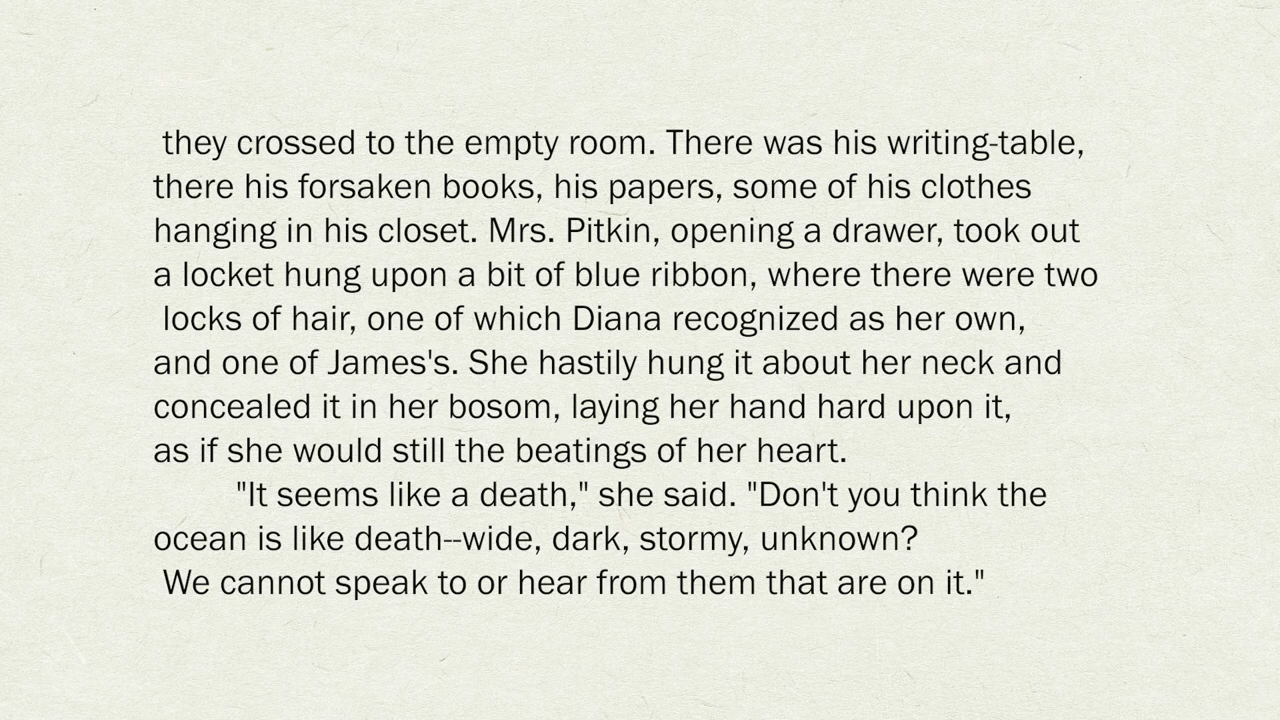 they crossed to the empty room. There was his writing-table,
there his forsaken books, his papers, some of his clothes
hanging in his closet. Mrs. Pitkin, opening a drawer, took out
a locket hung upon a bit of blue ribbon, where there were two
locks of hair, one of which Diana recognized as her own,
and one of James's. She hastily hung it about her neck and
concealed it in her bosom, laying her hand hard upon it,
as if she would still the beatings of her heart.
"It seems like a death," she said. "Don't you think the
ocean is like death--wide, dark, stormy, unknown?
We cannot speak to or hear from them that are on it."